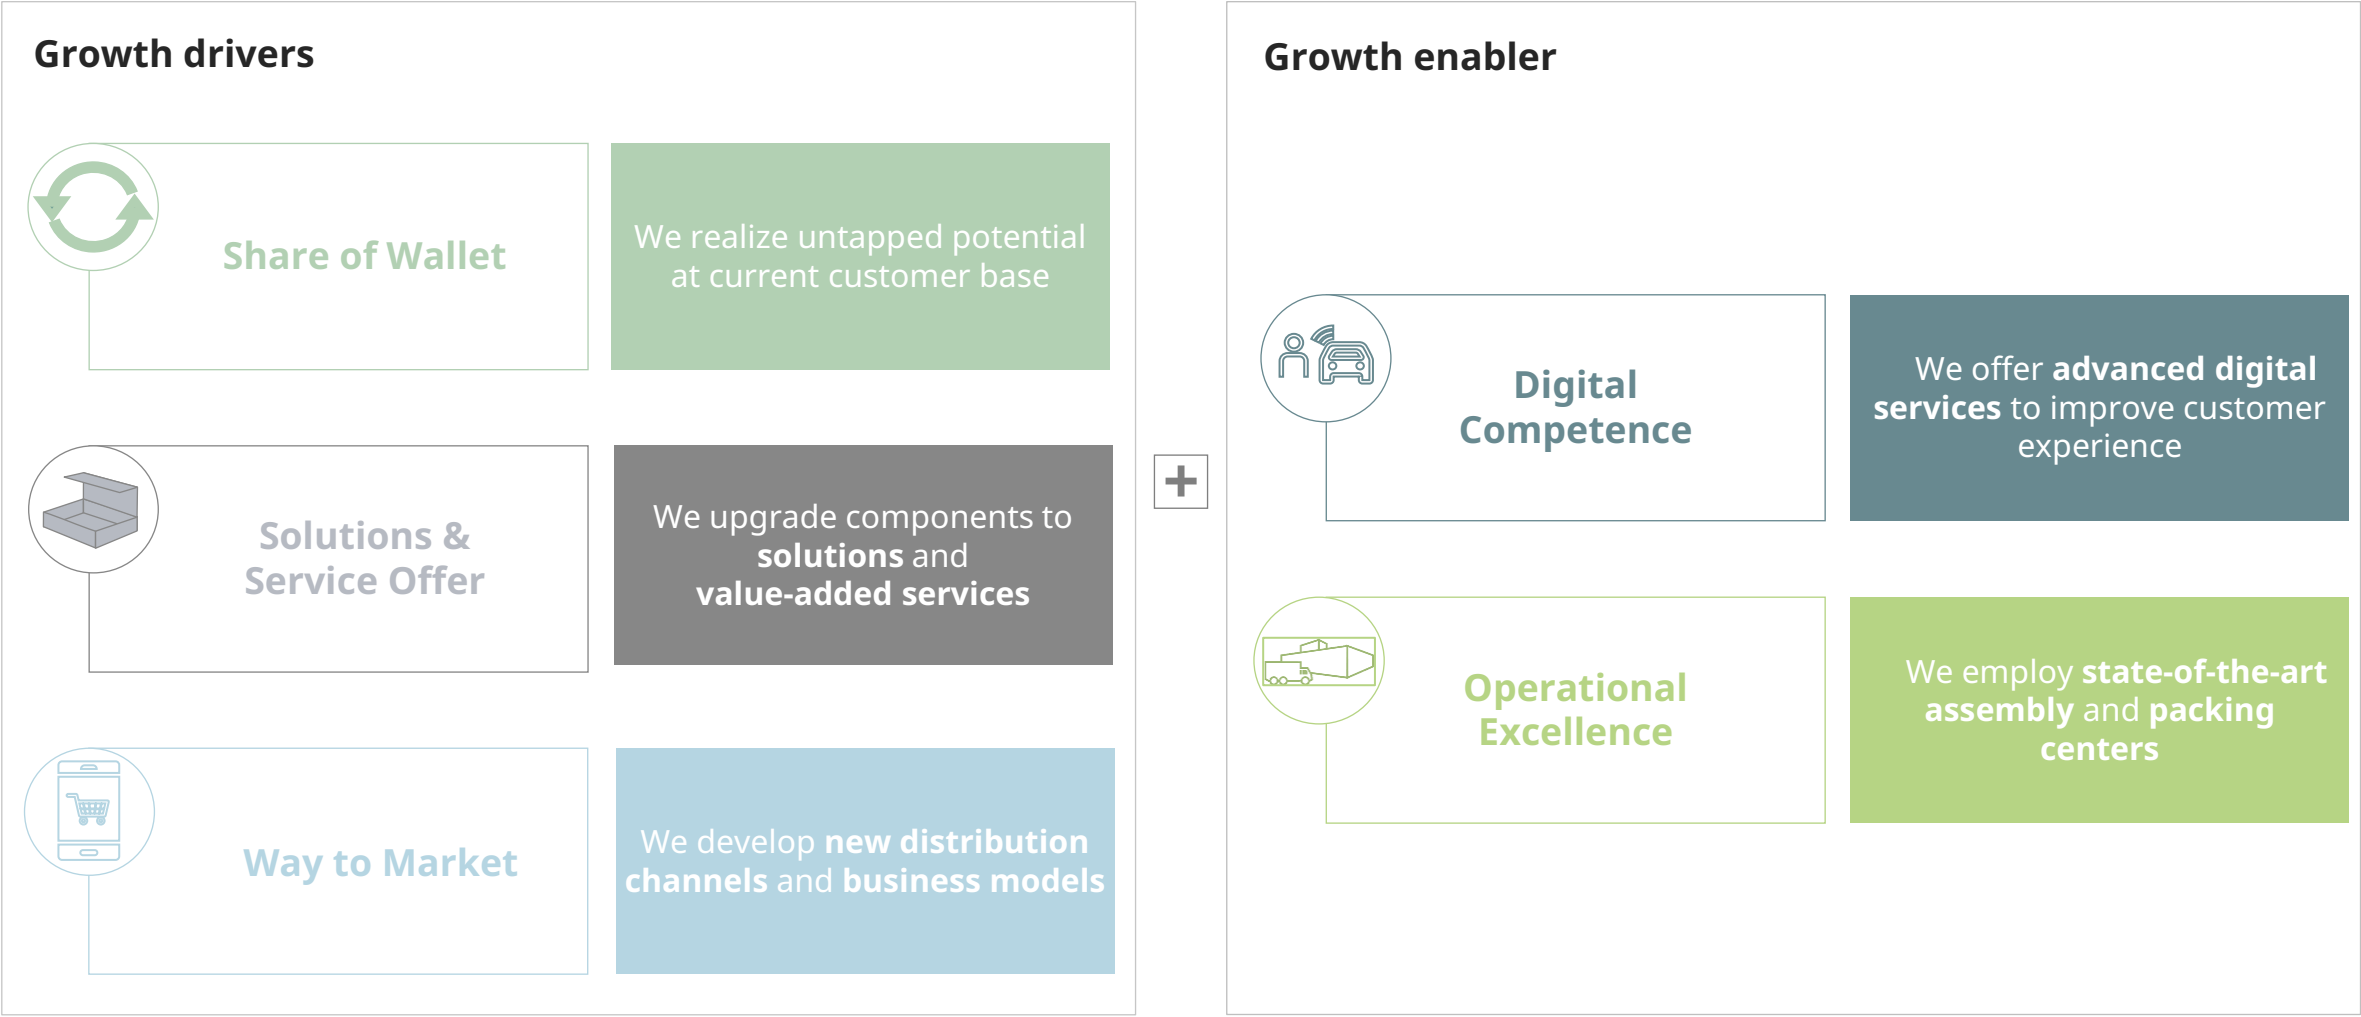 Growth drivers
Share of Wallet
We realize untapped potential
at current customer base
Solutions &
Service Offer
We upgrade components to
solutions and
value-added services
Way to Market
We develop new distribution
channels and business models
+
Growth enabler
Digital
Competence
We offer advanced digital
services to improve customer
experience
Operational
Excellence
We employ state-of-the-art
assembly and packing
centers